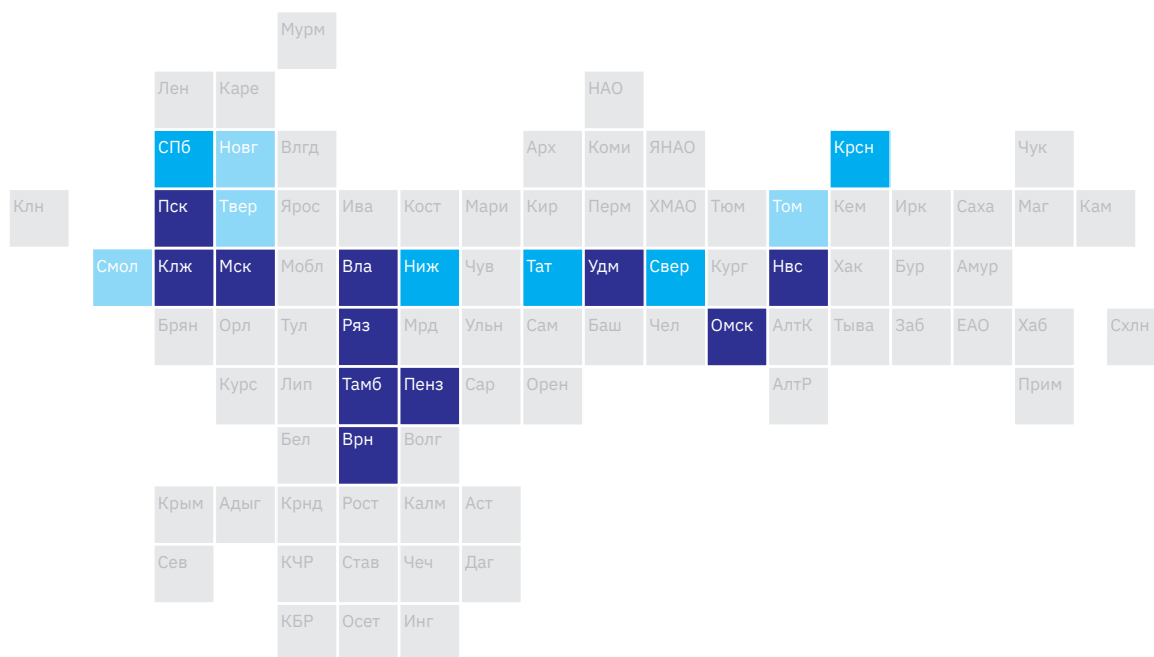 Мурм
Лен Каре НАО
СПб Новг Влгд Арх Коми ЯНАО Крсн Чук
Клн Пск Твер Ярос Ива Кост Мари Кир Перм ХМАО Тюм Том Кем Ирк Саха Маг Кам
Смол Клж Мск Мобл Вла Ниж Чув Тат Удм Свер Кург Нвс Хак Бур Амур
Брян Орл Тул Ряз Мрд Ульн Сам Баш Чел Омск АлтК Тыва Заб ЕАО Хаб Схлн
Курс Лип Тамб Пенз Сар Орен АлтР Прим
Бел Врн Волг
Крым Адыг Крнд Рост Калм Аст
Сев КЧР Став Чеч Даг
КБР Осет Инг